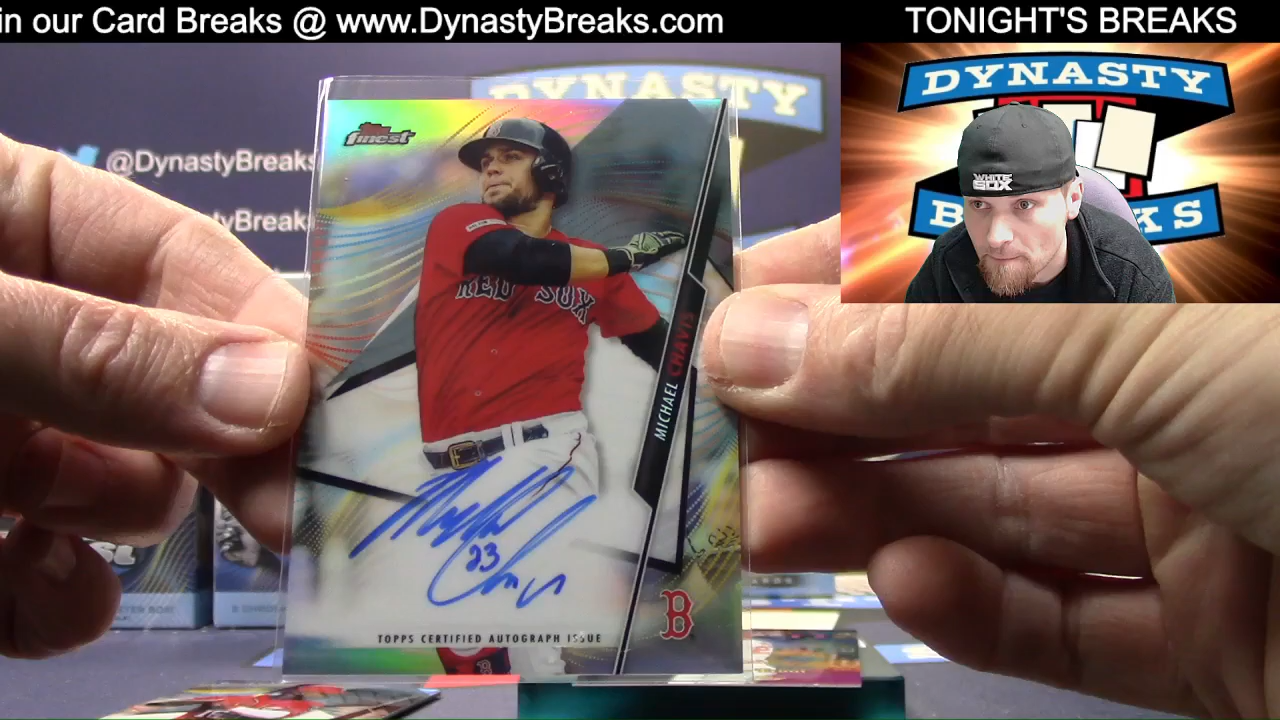 in our Card Breaks @ www.DynastyBreaks.com
TONIGHT'S BREAKS
DYNASTY
DYNASTY
WHITE
SOX
@DynastyBreaks
finest
RED SOX
MICHAEL CHAVIS
23
B
TOPPS CERTIFIED AUTOGRAPH ISSUE